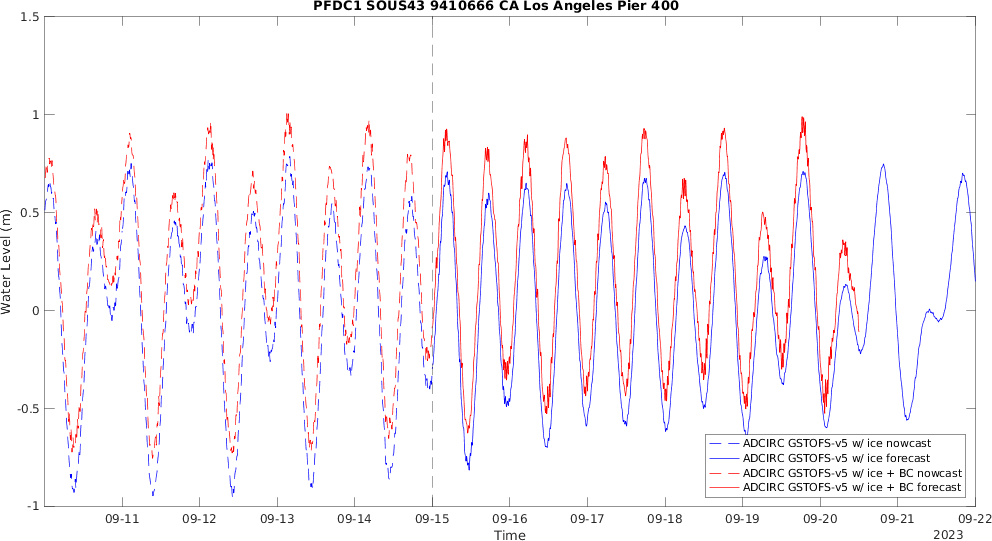 PFDC1 SOUS43 9410666 CA Los Angeles Pier 400
1.5
1
0.5
0
-0.5
-1
Water Level (m)
ADCIRC GSTOFS-v5 w/ ice nowcast
ADCIRC GSTOFS-v5 w/ ice forecast
ADCIRC GSTOFS-v5 w/ ice + BC nowcast
ADCIRC GSTOFS-v5 w/ ice + BC forecast
09-11 09-12 09-13 09-14 09-15 09-16 09-17 09-18 09-19 09-20 09-21 09-22
Time
2023